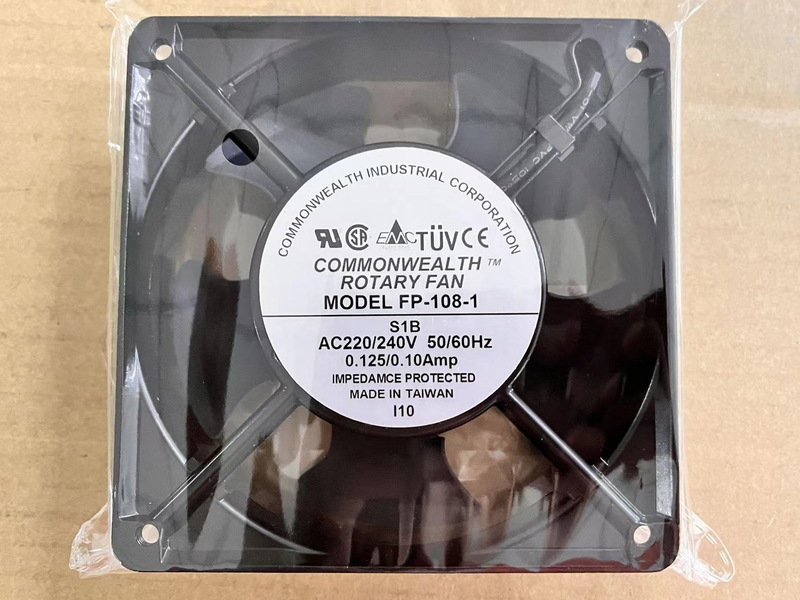 COMMONWEALTH INDUSTRIAL CORPORATION
EMC TÜV CE
COMMONWEALTH ™
ROTARY FAN
MODEL FP-108-1
S1B
AC220/240V 50/60Hz
0.125/0.10Amp
IMPEDAMCE PROTECTED
MADE IN TAIWAN
I10